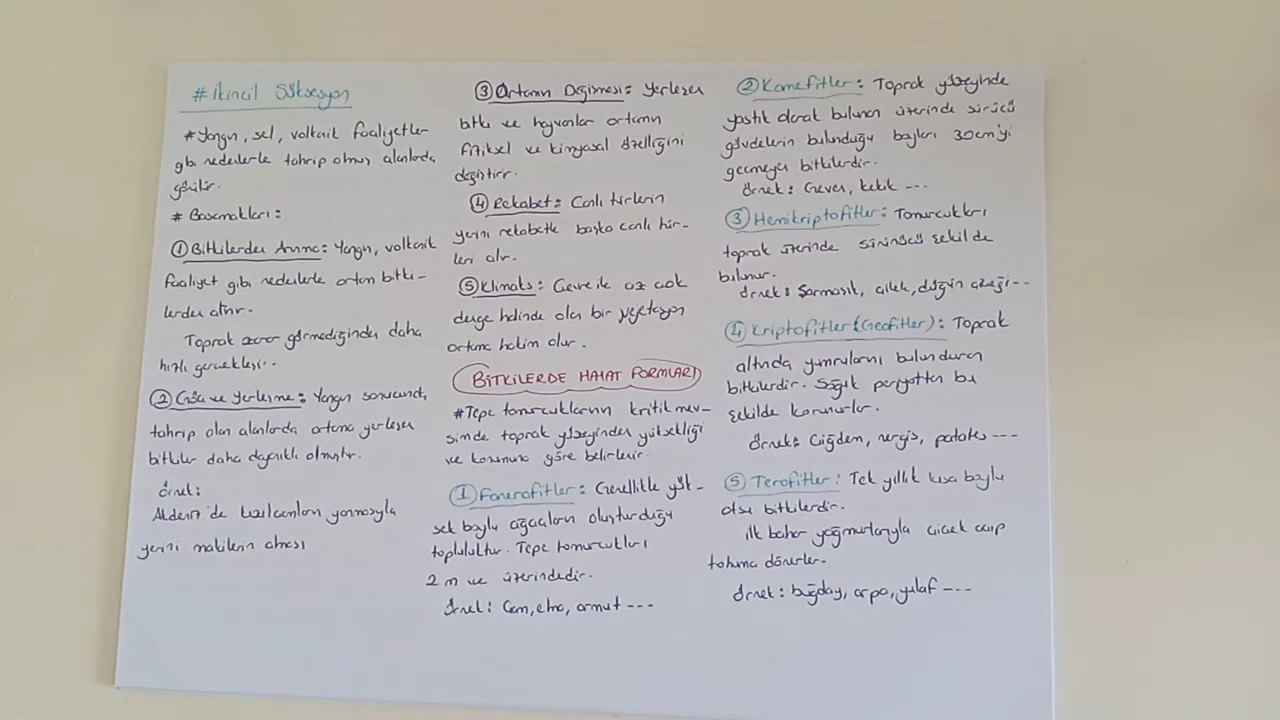 # İkincil Süksesyon
# Yangın, sel, volkanik faaliyetler
gibi nedenlerle tahrip olmuş alanlarda
görülür.
# Basamakları:
① Bitkilerden Arınma: Yangın, volkanik
faaliyet gibi nedenlerle ortam bitki-
lerden arınır.
Toprak zarar görmediğinden daha
hızlı gerçekleşir.
② Göç ve Yerleşme: Yangın sonucunda
tahrip olan alanlarda ortama yerleşen
bitkiler daha dayanıklı olmuştur.
Örnek:
Akdeniz'de kızılçamların yanmasıyla
yerini makilerin alması
③ Ortamın Değişmesi: Yerleşen
bitki ve hayvanlar ortamın
fiziksel ve kimyasal özelliğini
değiştirir.
④ Rekabet: Canlı türlerin
yerini rekabetle başka canlı tür-
leri alır.
⑤ Klimaks: Çevre ile az çok
denge halinde olan bir vejetasyon
ortama hakim olur.
BİTKİLERDE HAYAT FORMLARI
# Tepe tomurcuklarının kritik mev-
simde toprak yüzeyinden yüksekliği
ve konumuna göre belirlenir.
① Fanerofitler: Genellikle yük-
sek boylu ağaçların oluşturduğu
topluluktur. Tepe tomurcukları
2 m ve üzerindedir.
Örnek: Çam, elma, armut ---
② Kamefitler: Toprak yüzeyinde
yastık olarak bulunan üzerinde sürücü
gövdelerin bulunduğu boyları 30cm'yi
geçmeyen bitkilerdir.
Örnek: Geven, kekik ---
③ Hemikriptofitler: Tomurcukları
toprak üzerinde sürüngü şekilde
bulunur.
Örnek: Sarmaşık, çilek, düğün çiçeği --
④ Kriptofitler (Geofitler): Toprak
altında yumrularını bulunduran
bitkilerdir. Soğuk periyottan bu
şekilde korunurlar.
Örnek: Çiğdem, nergis, patates ---
⑤ Terofitler: Tek yıllık kısa boylu
otsu bitkilerdir.
ilk bahar yağmurlarıyla çiçek açıp
tohuma dönerler.
Örnek: buğday, arpa, yulaf ---